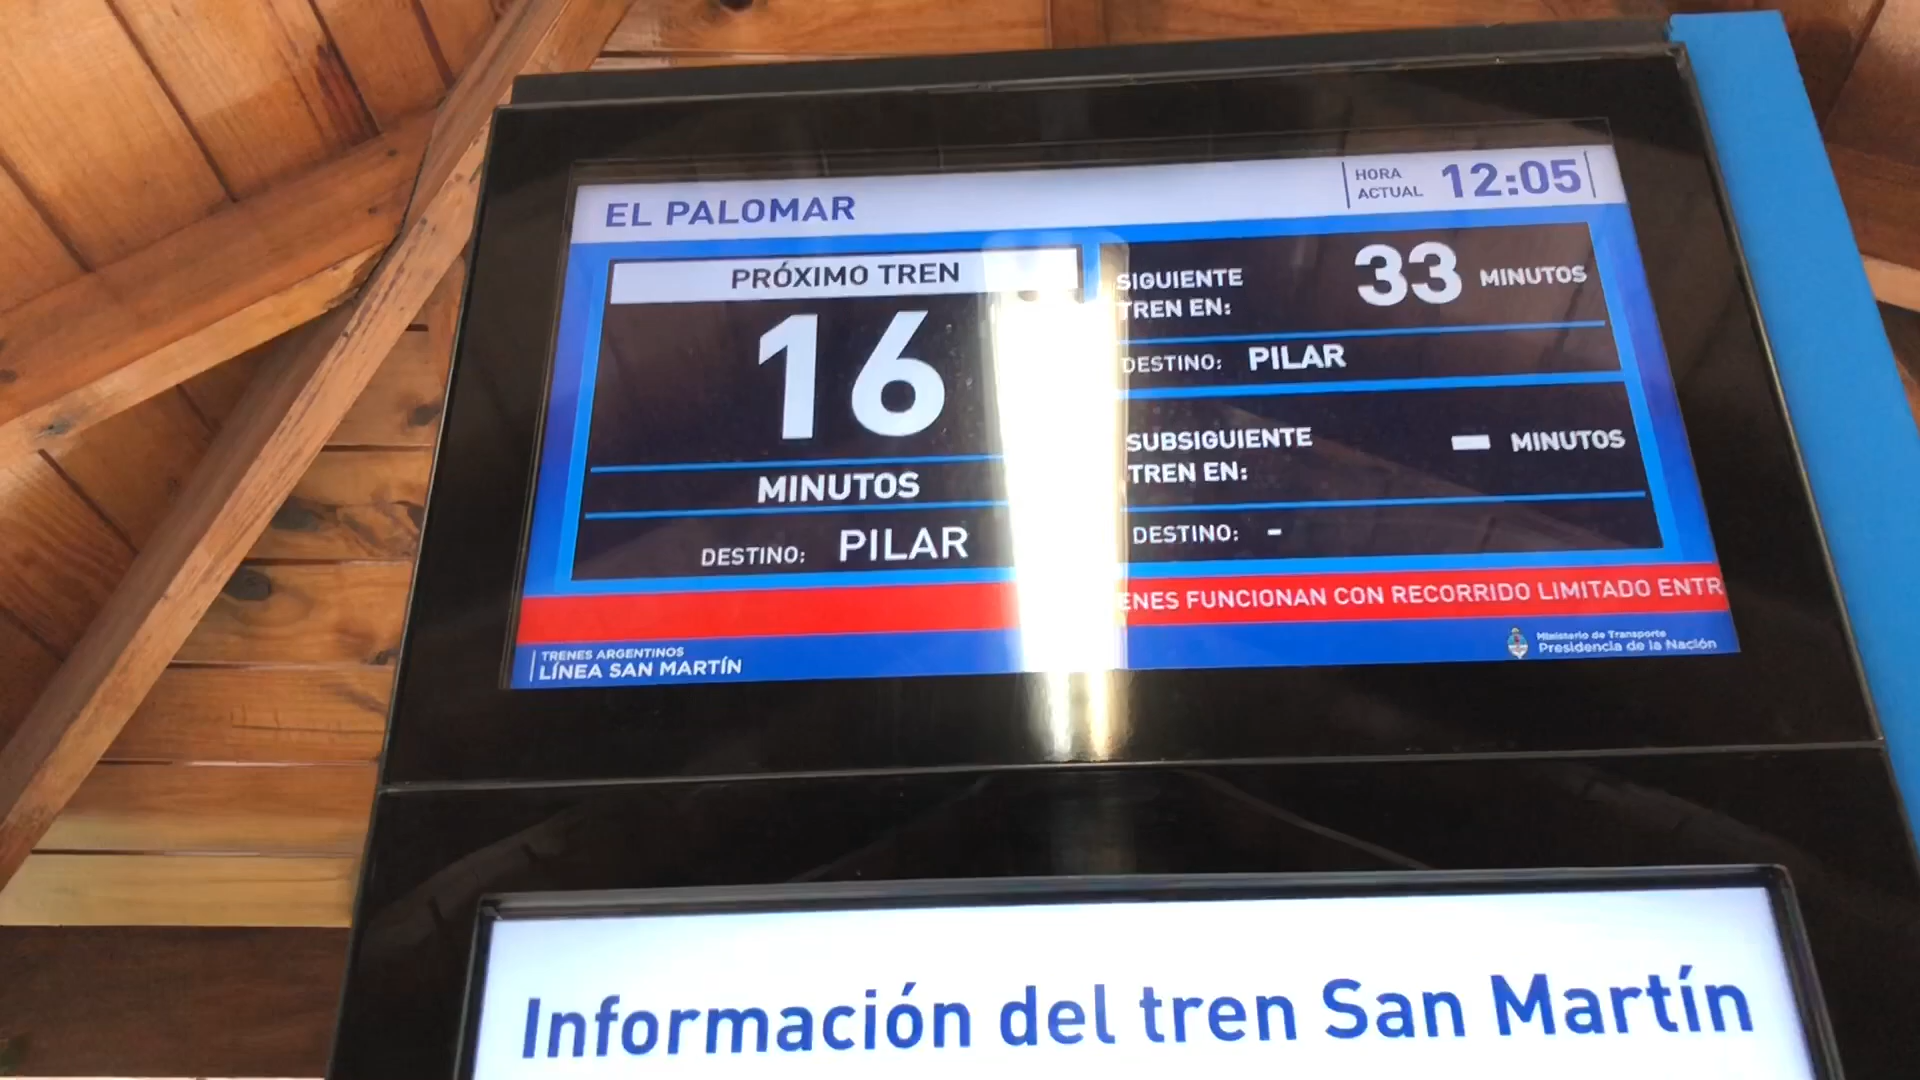 EL PALOMAR
HORA
ACTUAL
12:05
PRÓXIMO TREN
16
MINUTOS
DESTINO: PILAR
SIGUIENTE
TREN EN:
33 MINUTOS
DESTINO: PILAR
SUBSIGUIENTE
TREN EN:
- MINUTOS
DESTINO: -
ENES FUNCIONAN CON RECORRIDO LIMITADO ENTR
TRENES ARGENTINOS
LÍNEA SAN MARTÍN
Ministerio de Transporte
Presidencia de la Nación
Información del tren San Martín